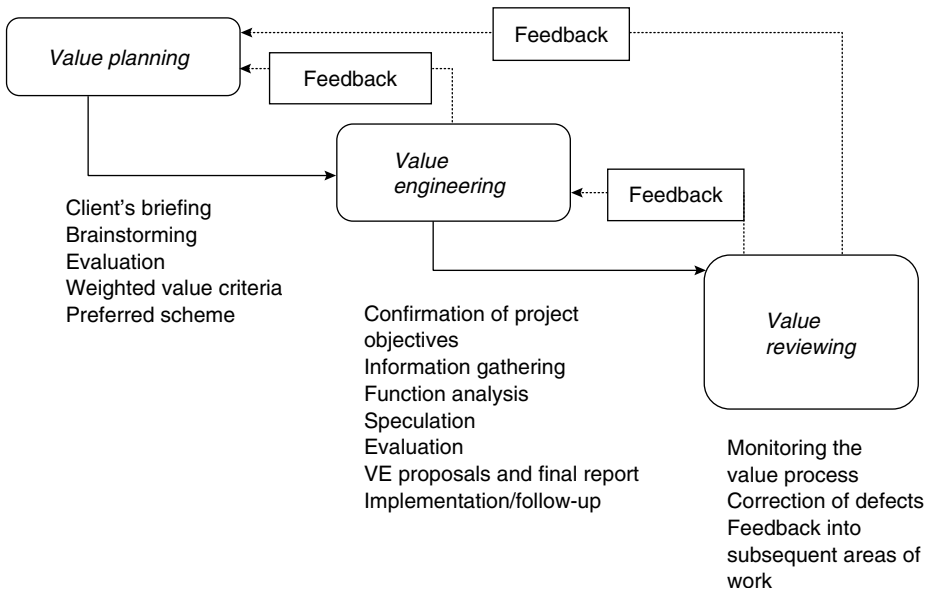 Feedback
Value planning
Feedback
Value
engineering
Feedback
Client's briefing
Brainstorming
Evaluation
Weighted value criteria
Preferred scheme
Value
reviewing
Confirmation of project
objectives
Information gathering
Function analysis
Speculation
Evaluation
VE proposals and final report
Implementation/follow-up
Monitoring the
value process
Correction of defects
Feedback into
subsequent areas of
work